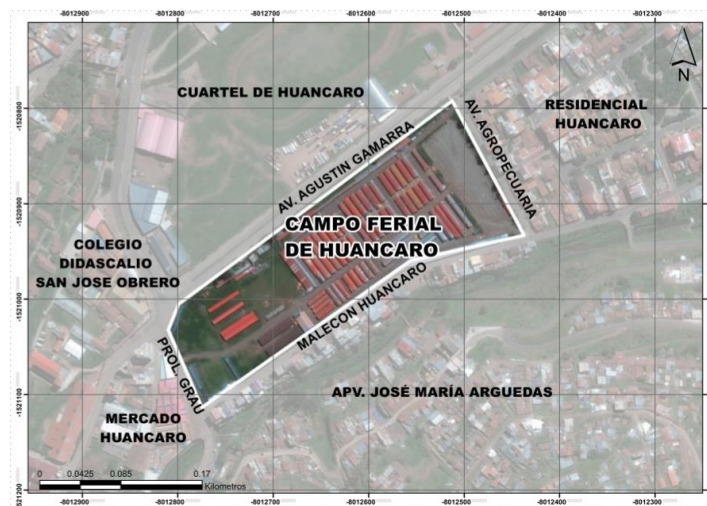 -8012900 -8012800 -8012700 -8012600 -8012500 -8012400 -8012300
N
CUARTEL DE HUANCARO
RESIDENCIAL
HUANCARO
AV. AGROPECUARIA
AV. AGUSTIN GAMARRA
CAMPO FERIAL
DE HUANCARO
COLEGIO
DIDASCALIO
SAN JOSE OBRERO
MALECON HUANCARO
PROL. GRAU
APV. JOSÉ MARÍA ARGUEDAS
MERCADO
HUANCARO
0 0.0425 0.085 0.17
Kilometros
-1520800
-1520900
-1521000
-1521100
-1521200
-8012900 -8012800 -8012700 -8012600 -8012500 -8012400 -8012300